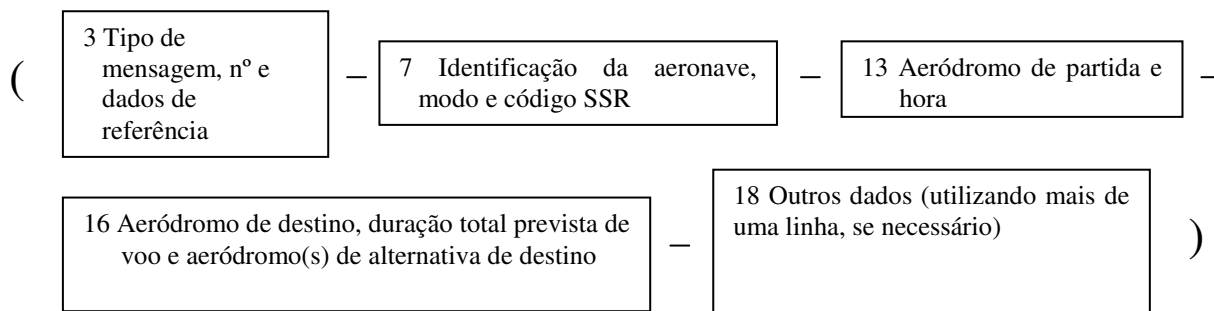 (
3 Tipo de
mensagem, nº e
dados de
referência
–
7 Identificação da aeronave,
modo e código SSR
–
13 Aeródromo de partida e
hora
–
16 Aeródromo de destino, duração total prevista de
voo e aeródromo(s) de alternativa de destino
–
18 Outros dados (utilizando mais de
uma linha, se necessário)
)